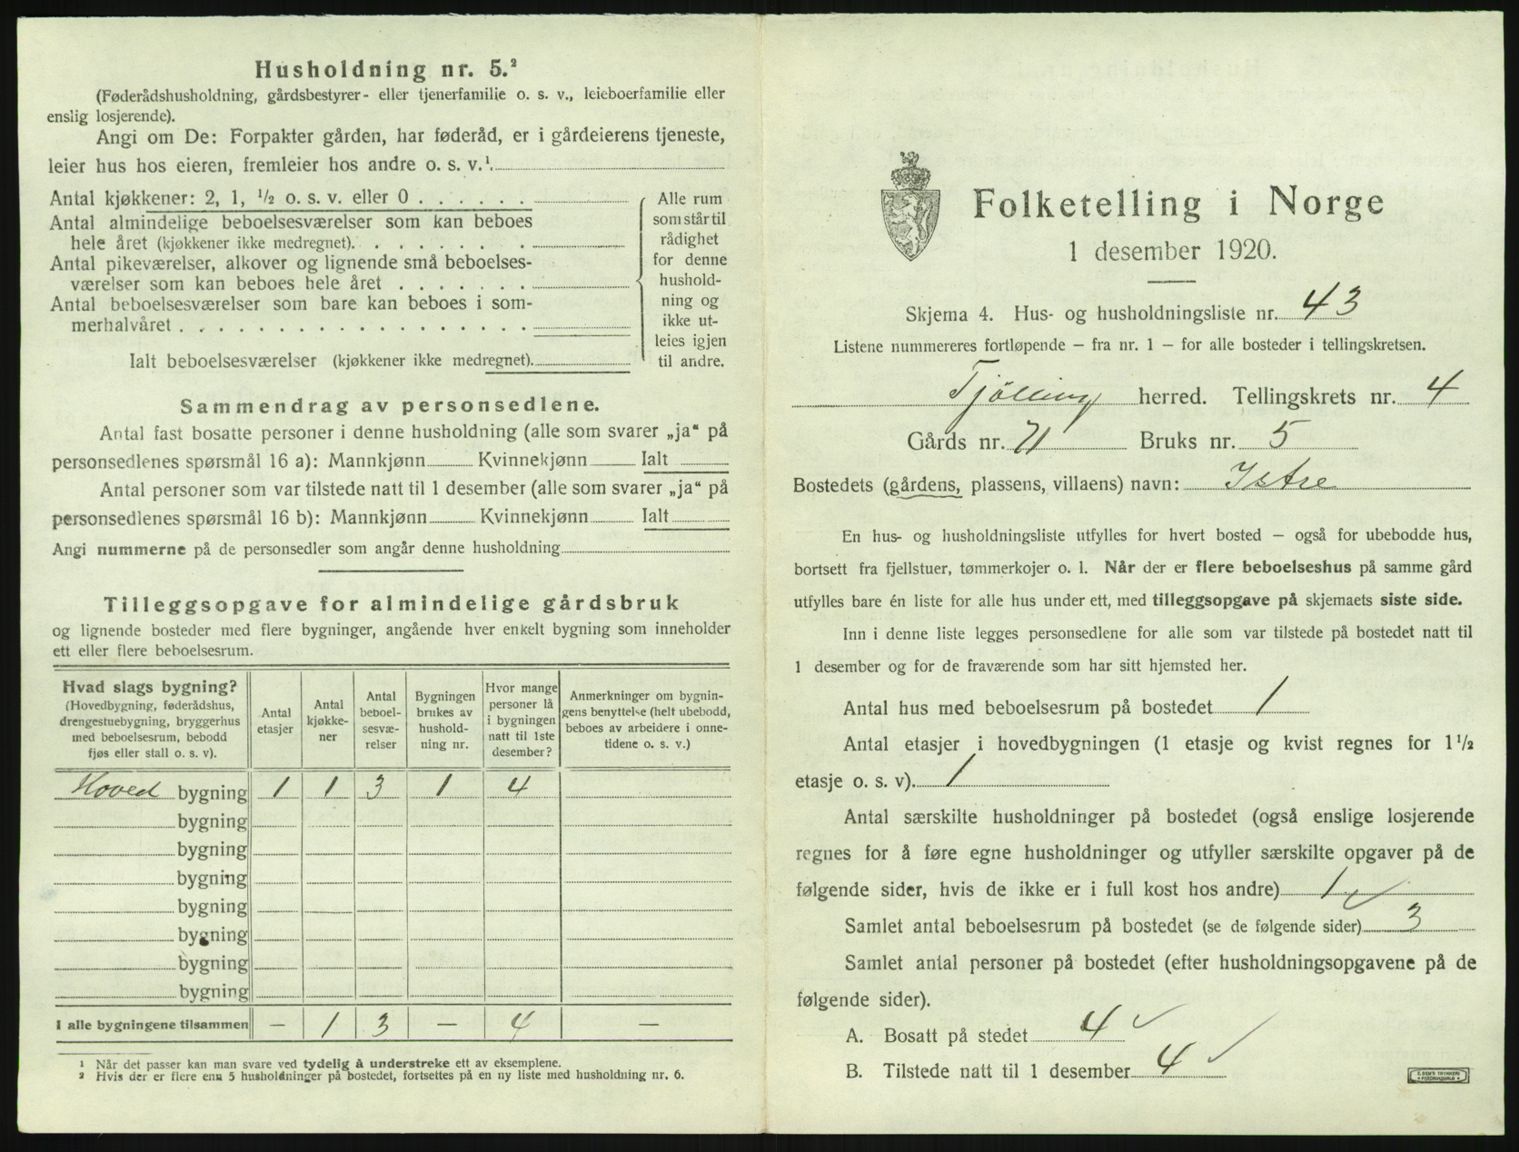 Husholdning nr. 5.²
(Føderådshusholdning, gårdsbestyrer- eller tjenerfamilie o. s. v., leieboerfamilie eller
enslig losjerende).
Angi om De: Forpakter gården, har føderåd, er i gårdeierens tjeneste,
leier hus hos eieren, fremleier hos andre o. s. v.¹
Antal kjøkkener: 2, 1, ½ o. s. v. eller 0
Antal almindelige beboelsesværelser som kan beboes
hele året (kjøkkener ikke medregnet).
Antal pikeværelser, alkover og lignende små beboelses-
værelser som kan beboes hele året
Antal beboelsesværelser som bare kan beboes i som-
merhalvåret
Ialt beboelsesværelser (kjøkkener ikke medregnet).
Alle rum
som står til
rådighet
for denne
hushold-
ning og
ikke ut-
leies igjen
til andre.
Sammendrag av personsedlene.
Antal fast bosatte personer i denne husholdning (alle som svarer „ja“ på
personsedlenes spørsmål 16 a): Mannkjønn Kvinnekjønn Ialt
Antal personer som var tilstede natt til 1 desember (alle som svarer „ja“ på
personsedlenes spørsmål 16 b): Mannkjønn Kvinnekjønn Ialt
Angi nummerne på de personsedler som angår denne husholdning
Tilleggsopgave for almindelige gårdsbruk
og lignende bosteder med flere bygninger, angående hver enkelt bygning som inneholder
ett eller flere beboelsesrum.
Hvad slags bygning?
(Hovedbygning, føderådshus,
drengestuebygning, bryggerhus
med beboelsesrum, bebodd
fjøs eller stall o. s. v).
Antal
etasjer
Antal
kjøkke-
ner
Antal
beboel-
sesvæ-
relser
Bygningen
brukes av
hushold-
ning nr.
Hvor mange
personer lå
i bygningen
natt til 1ste
desember?
Anmerkninger om bygnin-
gens benyttelse (helt ubebodd,
beboes av arbeidere i onne-
tidene o. s. v.)
Hoved bygning 1 1 3 1 4
bygning
bygning
bygning
bygning
bygning
bygning
bygning
I alle bygningene tilsammen – 1 3 – 4 –
¹ Når det passer kan man svare ved tydelig å understreke ett av eksemplene.
² Hvis der er flere enn 5 husholdninger på bostedet, fortsettes på en ny liste med husholdning nr. 6.
Folketelling i Norge
1 desember 1920.
Skjema 4. Hus- og husholdningsliste nr. 43
Listene nummereres fortløpende – fra nr. 1 – for alle bosteder i tellingskretsen.
Tjølling herred. Tellingskrets nr. 4
Gårds nr. 71 Bruks nr. 5
Bostedets (gårdens, plassens, villaens) navn: Istre
En hus- og husholdningsliste utfylles for hvert bosted – også for ubebodde hus,
bortsett fra fjellstuer, tømmerkojer o. l. Når der er flere beboelseshus på samme gård
utfylles bare én liste for alle hus under ett, med tilleggsopgave på skjemaets siste side.
Inn i denne liste legges personsedlene for alle som var tilstede på bostedet natt til
1 desember og for de fraværende som har sitt hjemsted her.
Antal hus med beboelsesrum på bostedet 1
Antal etasjer i hovedbygningen (1 etasje og kvist regnes for 1½
etasje o. s. v). 1
Antal særskilte husholdninger på bostedet (også enslige losjerende
regnes for å føre egne husholdninger og utfyller særskilte opgaver på de
følgende sider, hvis de ikke er i full kost hos andre) 1 ✓
Samlet antal beboelsesrum på bostedet (se de følgende sider) 3
Samlet antal personer på bostedet (efter husholdningsopgavene på de
følgende sider).
A. Bosatt på stedet 4 ✓
B. Tilstede natt til 1 desember 4 ✓